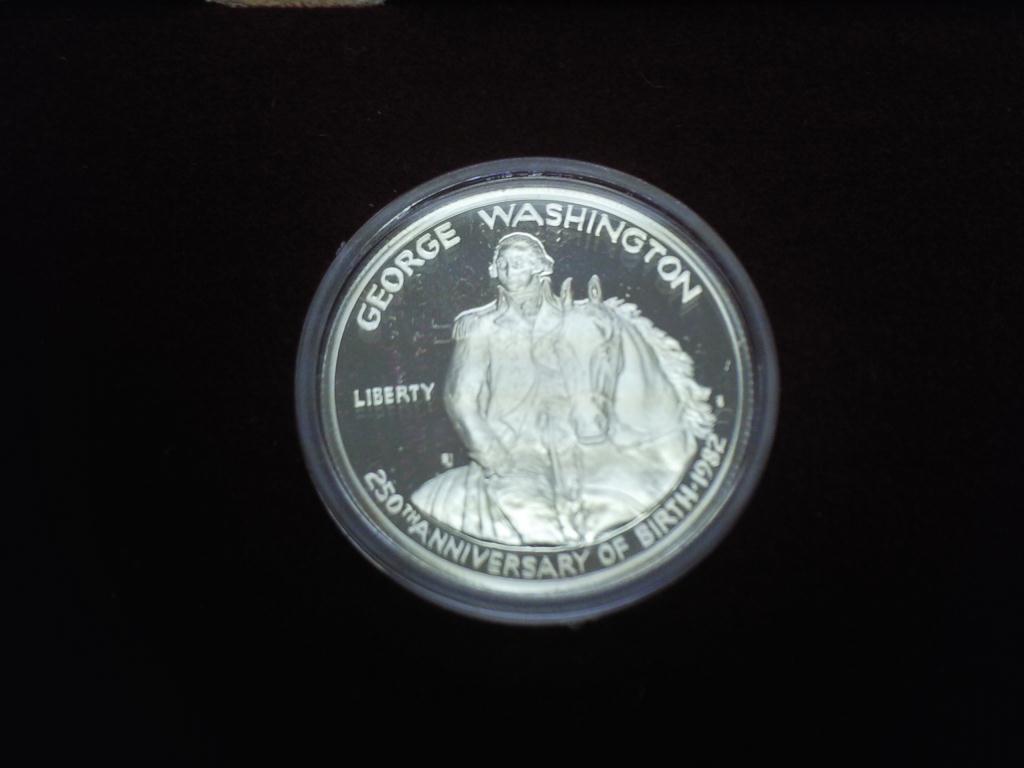 GEORGE WASHINGTON
LIBERTY
250TH ANNIVERSARY OF BIRTH · 1982